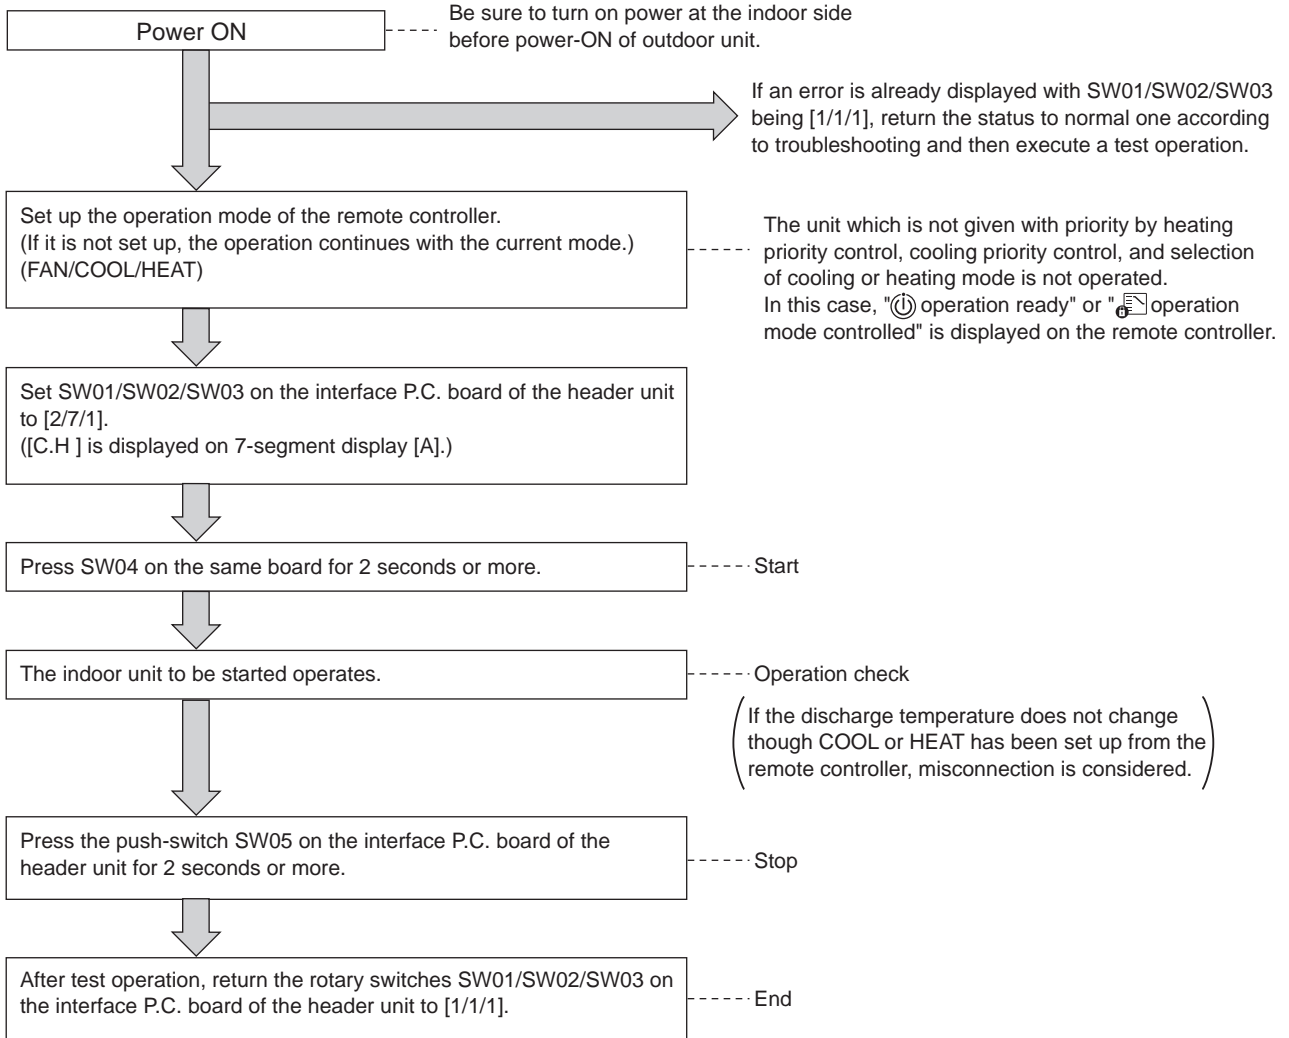 Power ON
Be sure to turn on power at the indoor side
before power-ON of outdoor unit.
If an error is already displayed with SW01/SW02/SW03
being [1/1/1], return the status to normal one according
to troubleshooting and then execute a test operation.
Set up the operation mode of the remote controller.
(If it is not set up, the operation continues with the current mode.)
(FAN/COOL/HEAT)
The unit which is not given with priority by heating
priority control, cooling priority control, and selection
of cooling or heating mode is not operated.
In this case, " operation ready" or " operation
mode controlled" is displayed on the remote controller.
Set SW01/SW02/SW03 on the interface P.C. board of the header unit
to [2/7/1].
([C.H ] is displayed on 7-segment display [A].)
Press SW04 on the same board for 2 seconds or more.
Start
The indoor unit to be started operates.
Operation check
If the discharge temperature does not change
though COOL or HEAT has been set up from the
remote controller, misconnection is considered.
Press the push-switch SW05 on the interface P.C. board of the
header unit for 2 seconds or more.
Stop
After test operation, return the rotary switches SW01/SW02/SW03 on
the interface P.C. board of the header unit to [1/1/1].
End